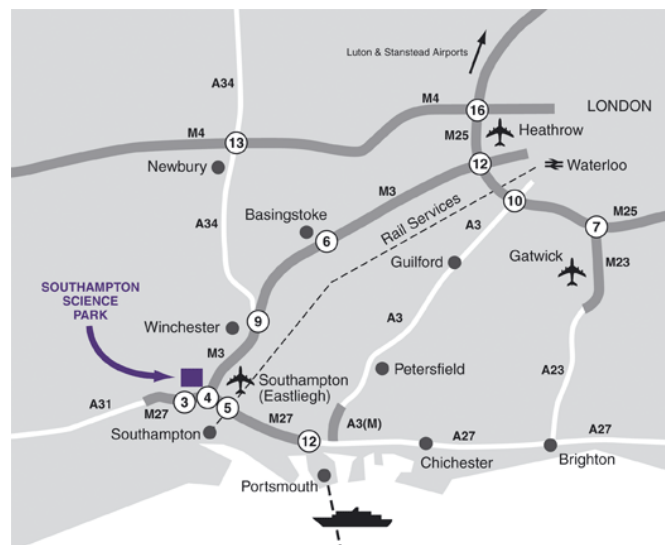 Luton & Stanstead Airports
A34
M4
16
LONDON
M4
13
M25
Heathrow
Newbury
12
Waterloo
M3
Rail Services
10
A34
Basingstoke
6
A3
7
M25
Guilford
Gatwick
M23
SOUTHAMPTON
SCIENCE
PARK
9
Winchester
A3
M3
Petersfield
A23
Southampton
(Eastliegh)
A31
M27
3
4
5
M27
A3(M)
Southampton
12
A27
A27
Chichester
Brighton
Portsmouth